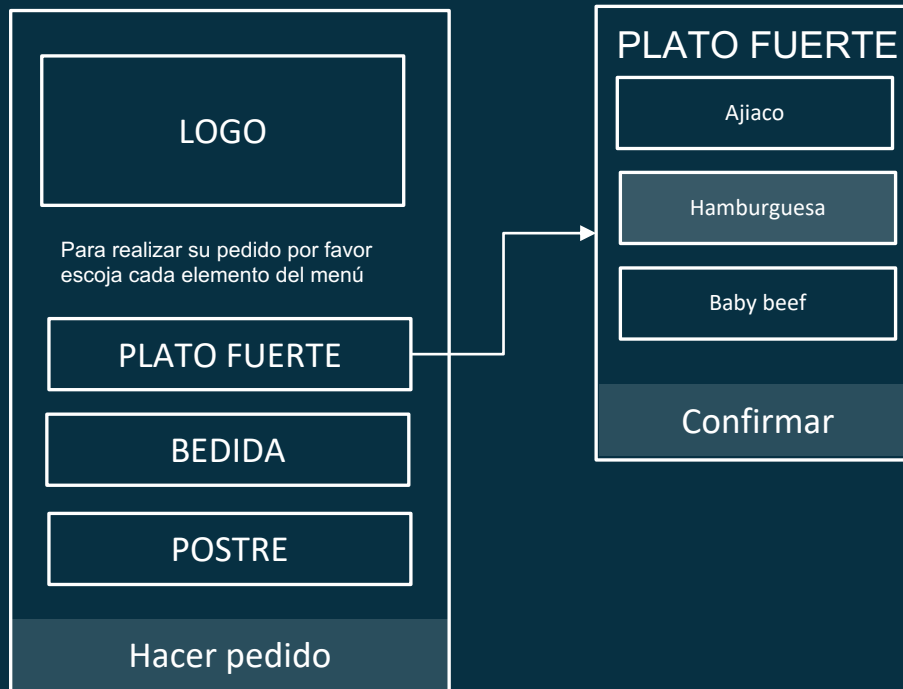 LOGO
Para realizar su pedido por favor
escoja cada elemento del menú
PLATO FUERTE
BEDIDA
POSTRE
Hacer pedido
PLATO FUERTE
Ajiaco
Hamburguesa
Baby beef
Confirmar